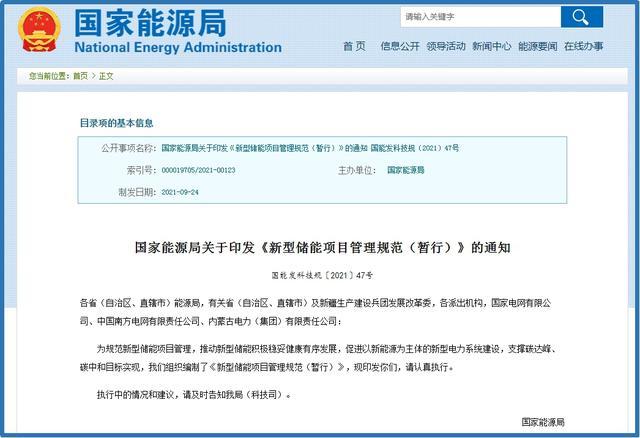 国家能源局
National Energy Administration
请输入关键字
首 页 信息公开 领导活动 新闻中心 能源要闻 在线办事
您当前位置：首页 > 正文
目录项的基本信息
公开事项名称： 国家能源局关于印发《新型储能项目管理规范（暂行）》的通知 国能发科技规〔2021〕47号
索引号： 000019705/2021-00123 主办单位： 国家能源局
制发日期： 2021-09-24
国家能源局关于印发《新型储能项目管理规范（暂行）》的通知
国能发科技规〔2021〕47号
各省（自治区、直辖市）能源局，有关省（自治区、直辖市）及新疆生产建设兵团发展改革委，各派出机构，国家电网有限公
司、中国南方电网有限责任公司、内蒙古电力（集团）有限责任公司：
为规范新型储能项目管理，推动新型储能积极稳妥健康有序发展，促进以新能源为主体的新型电力系统建设，支撑碳达峰、
碳中和目标实现，我们组织编制了《新型储能项目管理规范（暂行）》，现印发你们，请认真执行。
执行中的情况和建议，请及时告知我局（科技司）。
国家能源局